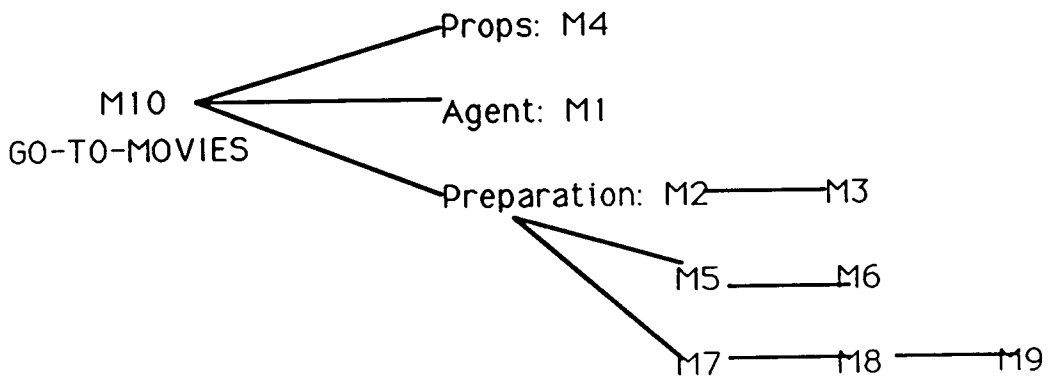 Props: M4
M10
Agent: M1
GO-TO-MOVIES
Preparation: M2 M3
M5 M6
M7 M8 M9